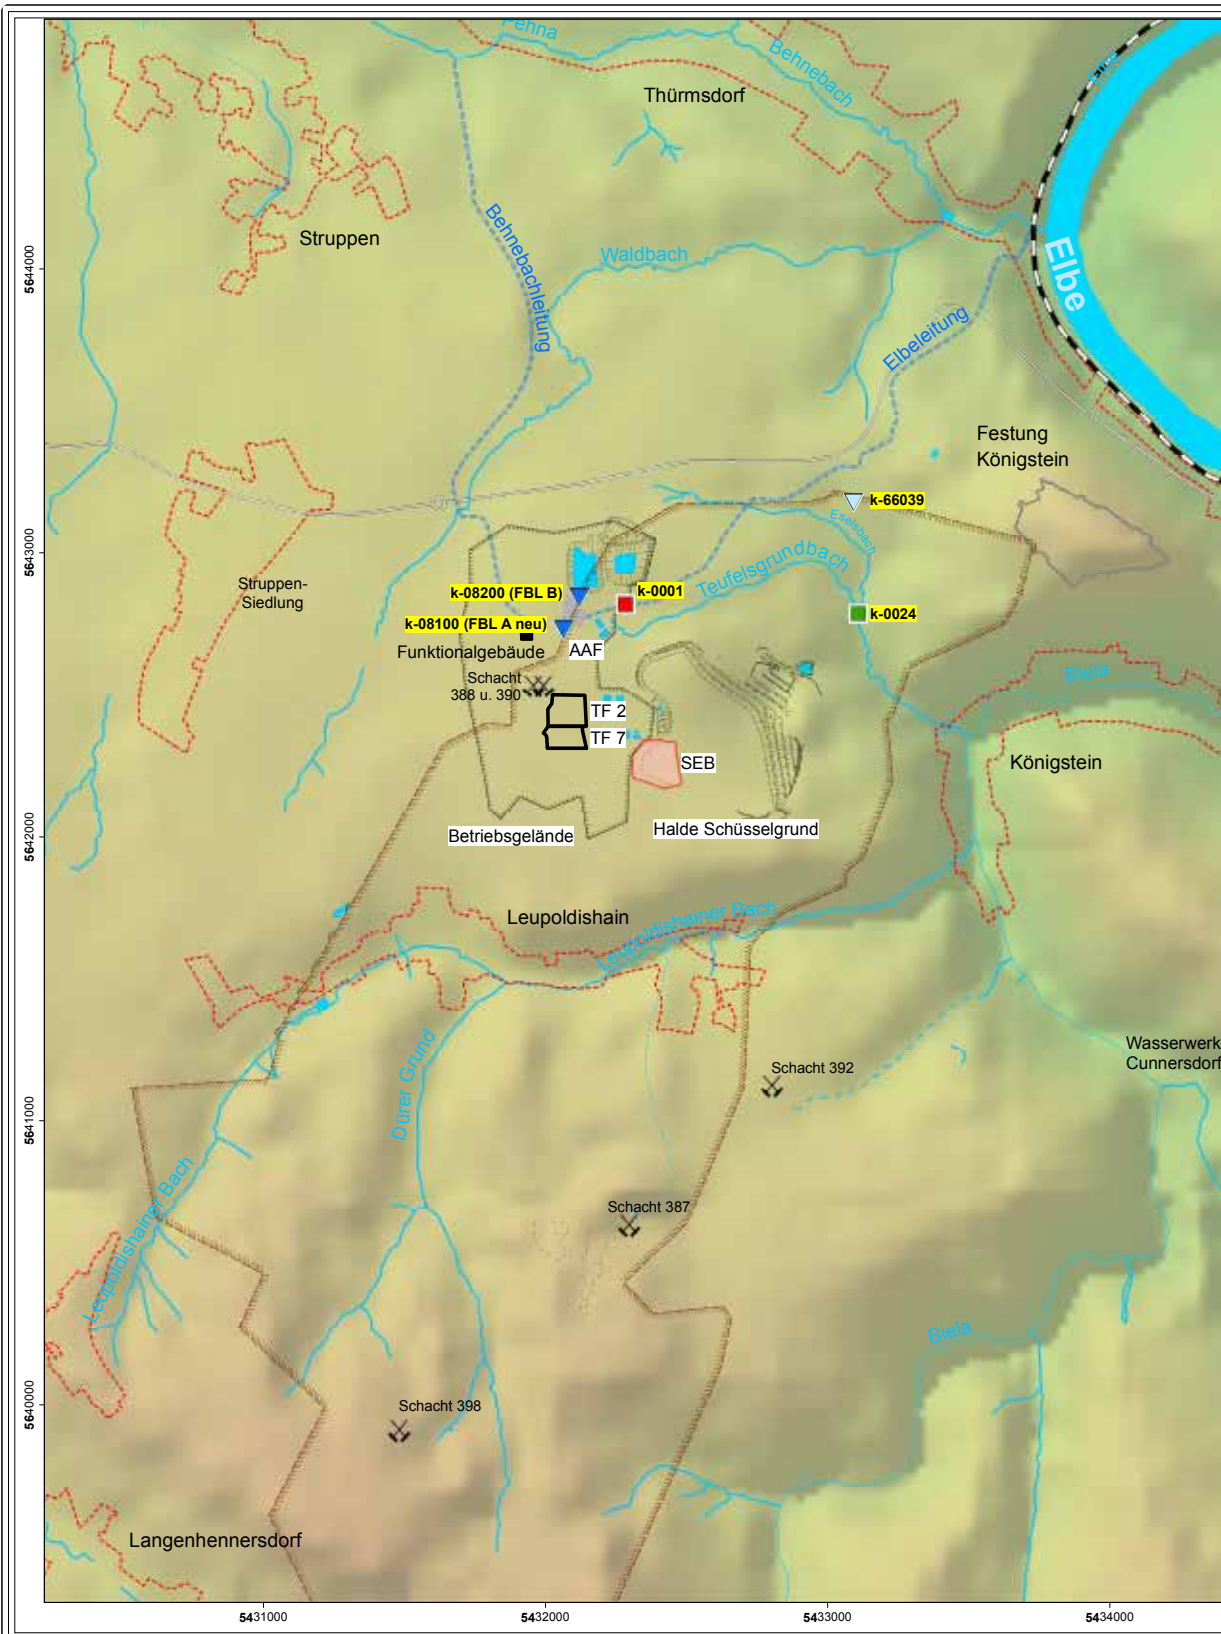 Pehna
Behnebach
Elbe
Thürmsdorf
Struppen
Behnebachleitung
Waldbach
Elbe
Elbeleitung
5644000
Festung
Königstein
k-66039
Eselsbach
5643000
Teufelsgrundbach
Struppen-
Siedlung
k-08200 (FBL B)
k-0001
k-0024
k-08100 (FBL A neu)
AAF
Funktionalgebäude
Schacht
388 u. 390
Biela
TF 2
TF 7
SEB
Königstein
Betriebsgelände
Halde Schüsselgrund
5642000
Leupoldishain
Leupoldishainer Bach
Wasserwerk
Cunnersdorf
Schacht 392
Dürer Grund
5641000
Leupoldishainer Bach
Schacht 387
Biela
Schacht 398
5640000
Langenhennersdorf
5431000
5432000
5433000
5434000